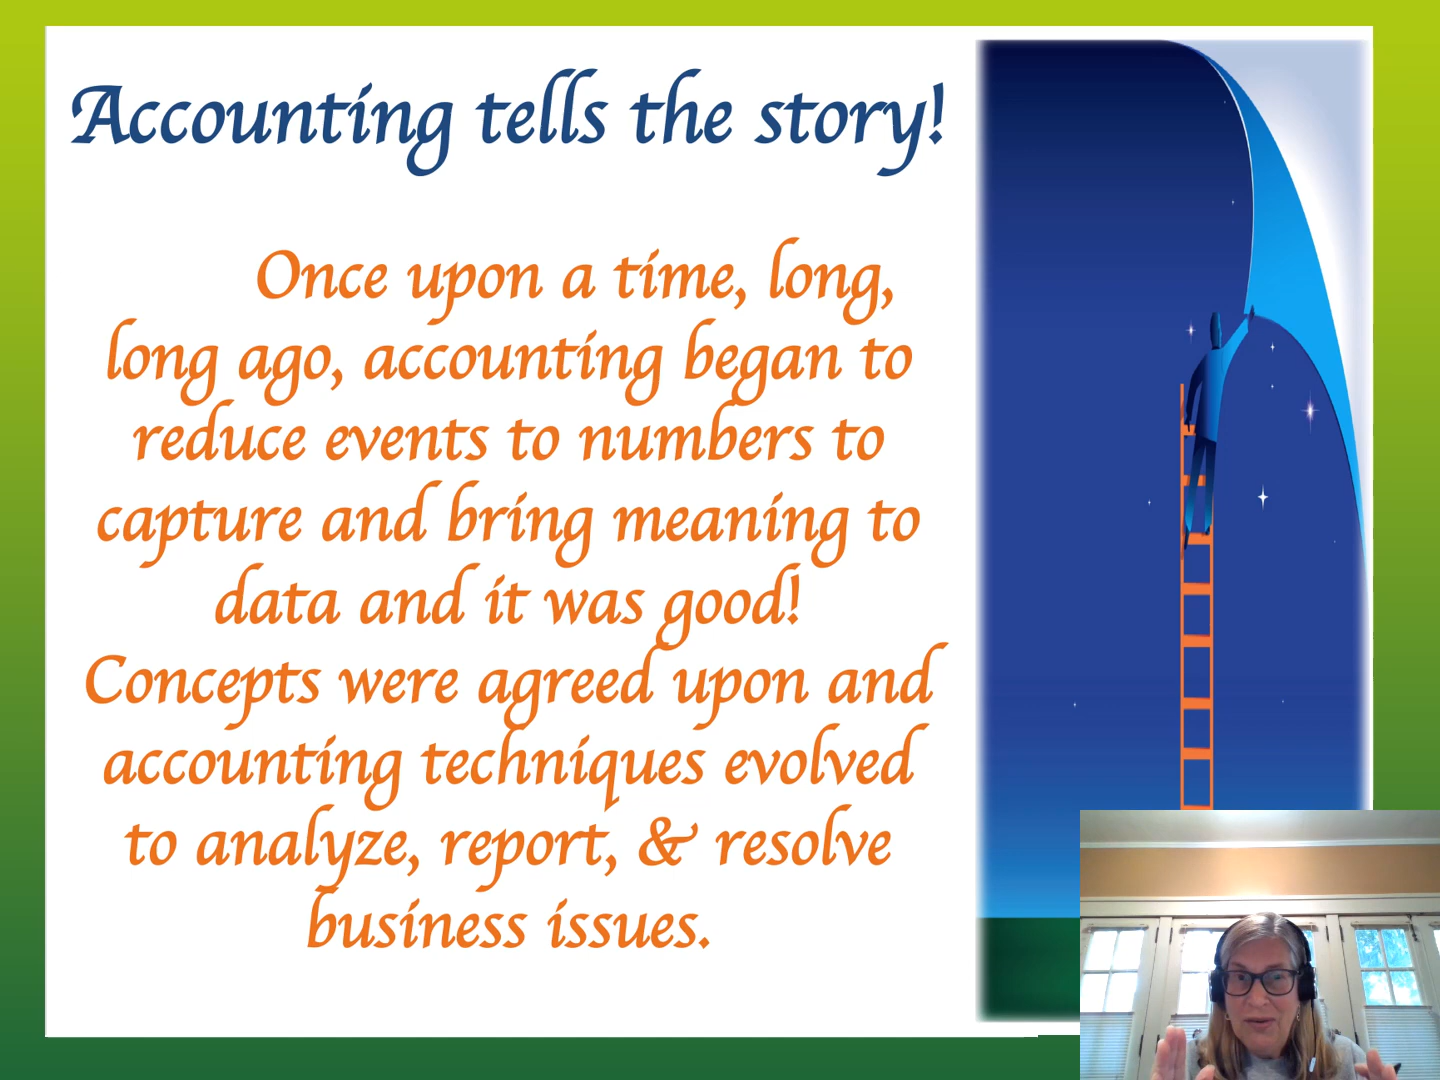 Accounting tells the story!
Once upon a time, long,
long ago, accounting began to
reduce events to numbers to
capture and bring meaning to
data and it was good!
Concepts were agreed upon and
accounting techniques evolved
to analyze, report, & resolve
business issues.